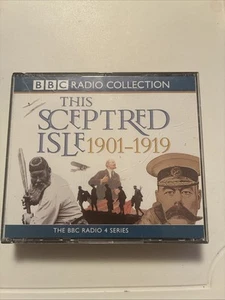 BBC RADIO COLLECTION
THIS
SCEPTRED
ISLE 1901–1919
THE BBC RADIO 4 SERIES